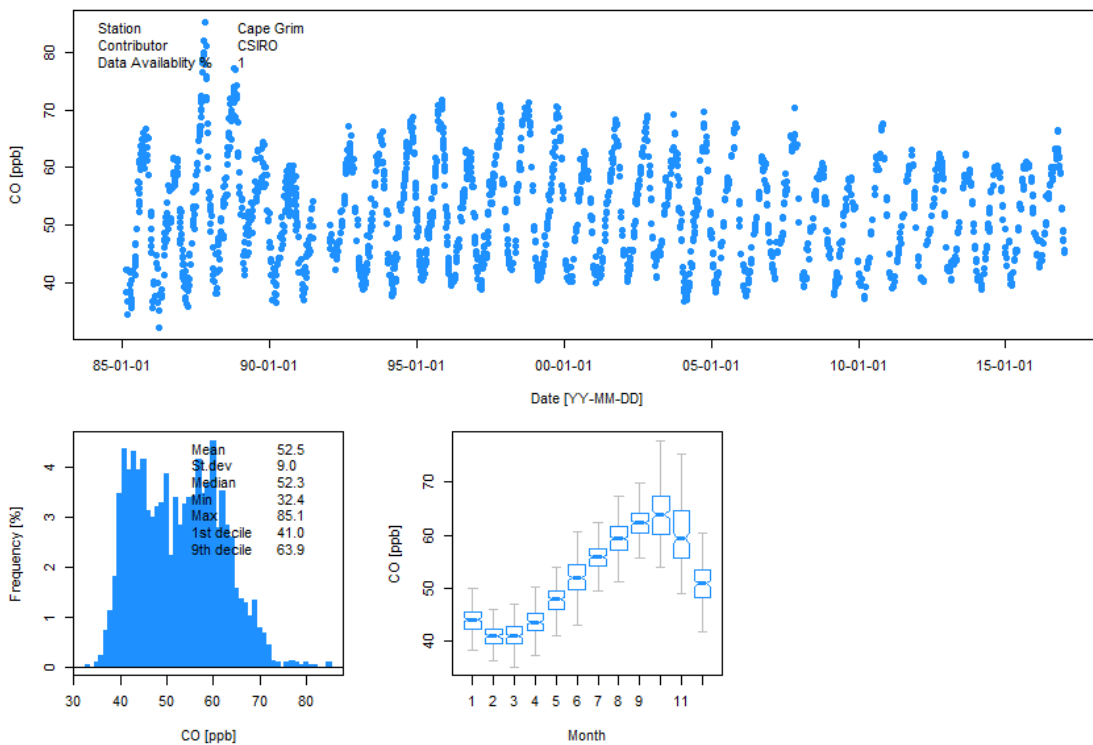 Station Cape Grim
Contributor CSIRO
Data Availablity % 1
CO [ppb]
80
70
60
50
40
85-01-01 90-01-01 95-01-01 00-01-01 05-01-01 10-01-01 15-01-01
Date [YY-MM-DD]
Mean 52.5
St.dev 9.0
Median 52.3
Min 32.4
Max 85.1
1st decile 41.0
9th decile 63.9
Frequency [%]
4
3
2
1
0
30 40 50 60 70 80
CO [ppb]
CO [ppb]
70
60
50
40
1 2 3 4 5 6 7 8 9 11
Month